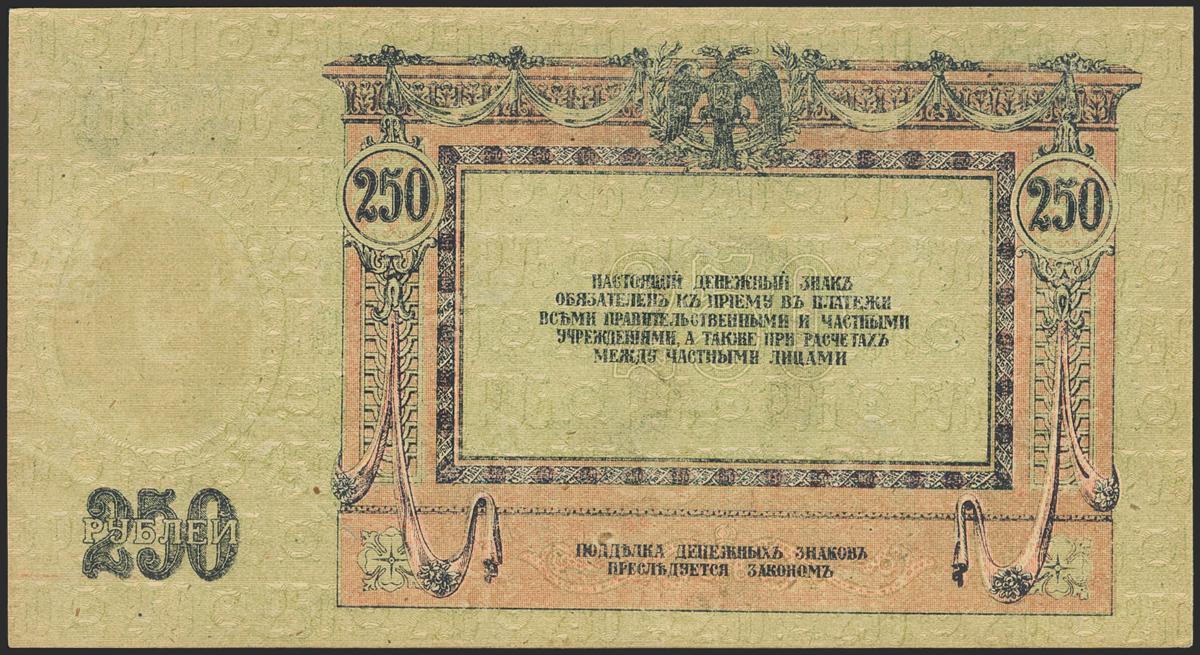 250
250
НАСТОЯЩІЙ ДЕНЕЖНЫЙ ЗНАКЪ
ОБЯЗАТЕЛЕНЪ КЪ ПРІЕМУ ВЪ ПЛАТЕЖИ
ВСѢМИ ПРАВИТЕЛЬСТВЕННЫМИ И ЧАСТНЫМИ
УЧРЕЖДЕНІЯМИ, А ТАКЖЕ ПРИ РАСЧЕТАХЪ
МЕЖДУ ЧАСТНЫМИ ЛИЦАМИ
250
250
РУБЛЕЙ
ПОДДѢЛКА ДЕНЕЖНЫХЪ ЗНАКОВЪ
ПРЕСЛѢДУЕТСЯ ЗАКОНОМЪ